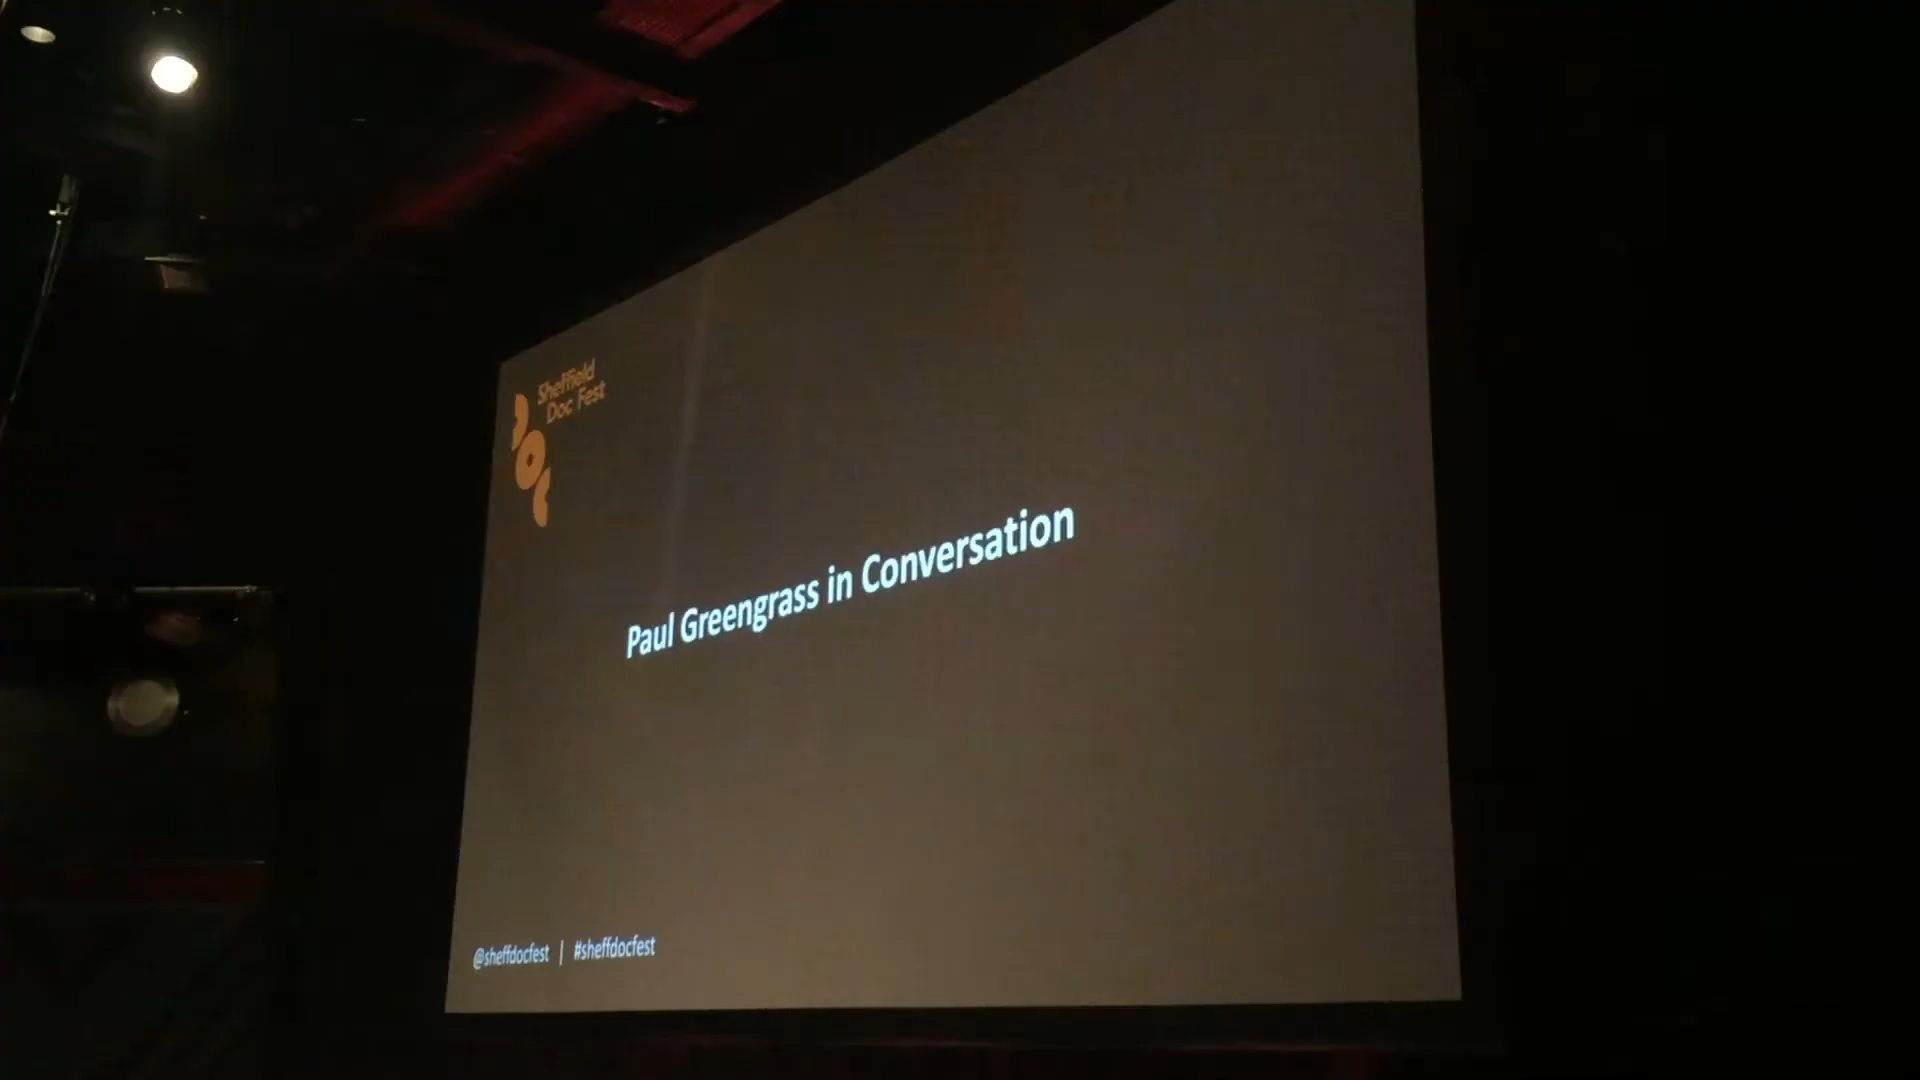 Sheffield
Doc Fest
Paul Greengrass in Conversation
@sheffdocfest | #sheffdocfest